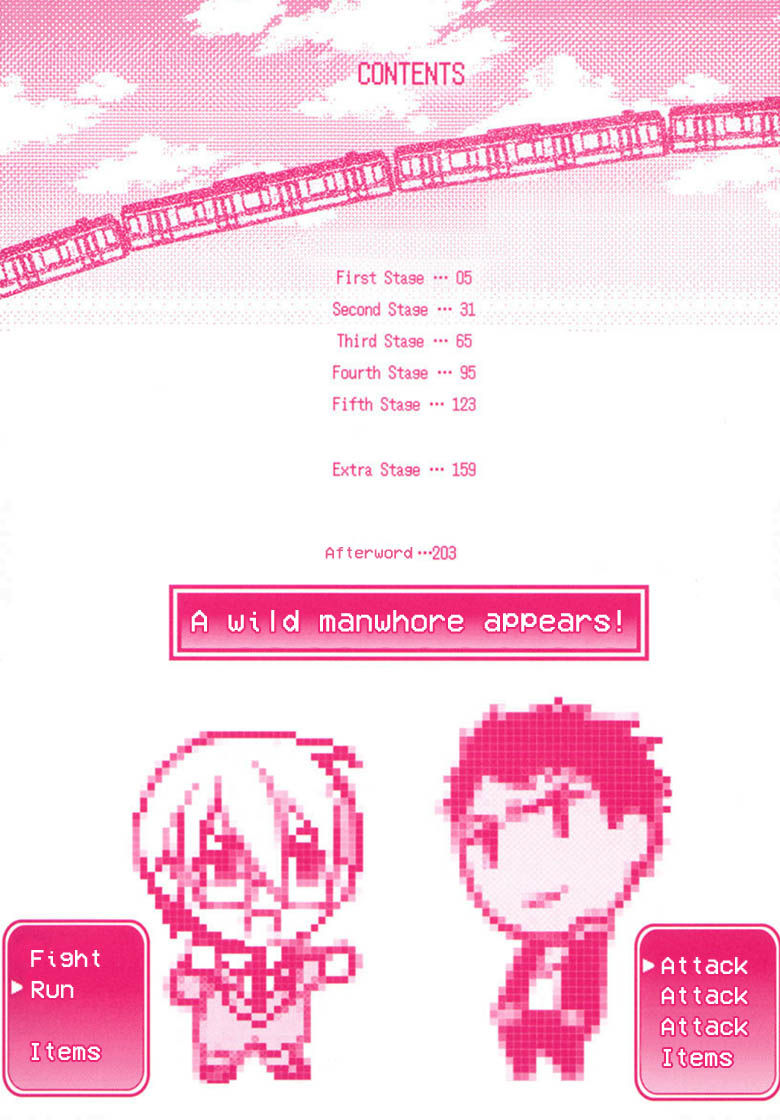 CONTENTS
First Stage … 05
Second Stage … 31
Third Stage … 65
Fourth Stage … 95
Fifth Stage … 123
Extra Stage … 159
Afterword …203
A wild manwhore appears!
Fight
Run
Items
Attack
Attack
Attack
Items